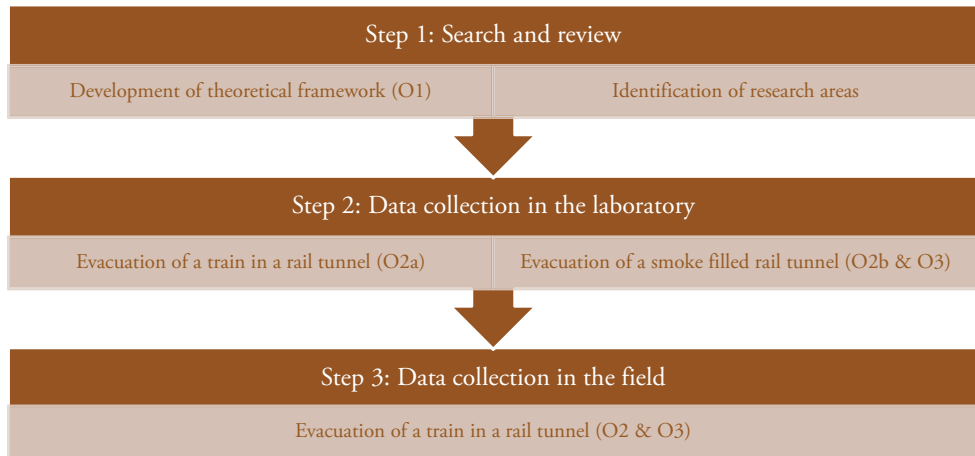 Step 1: Search and review
Development of theoretical framework (O1)
Identification of research areas
Step 2: Data collection in the laboratory
Evacuation of a train in a rail tunnel (O2a)
Evacuation of a smoke filled rail tunnel (O2b & O3)
Step 3: Data collection in the field
Evacuation of a train in a rail tunnel (O2 & O3)